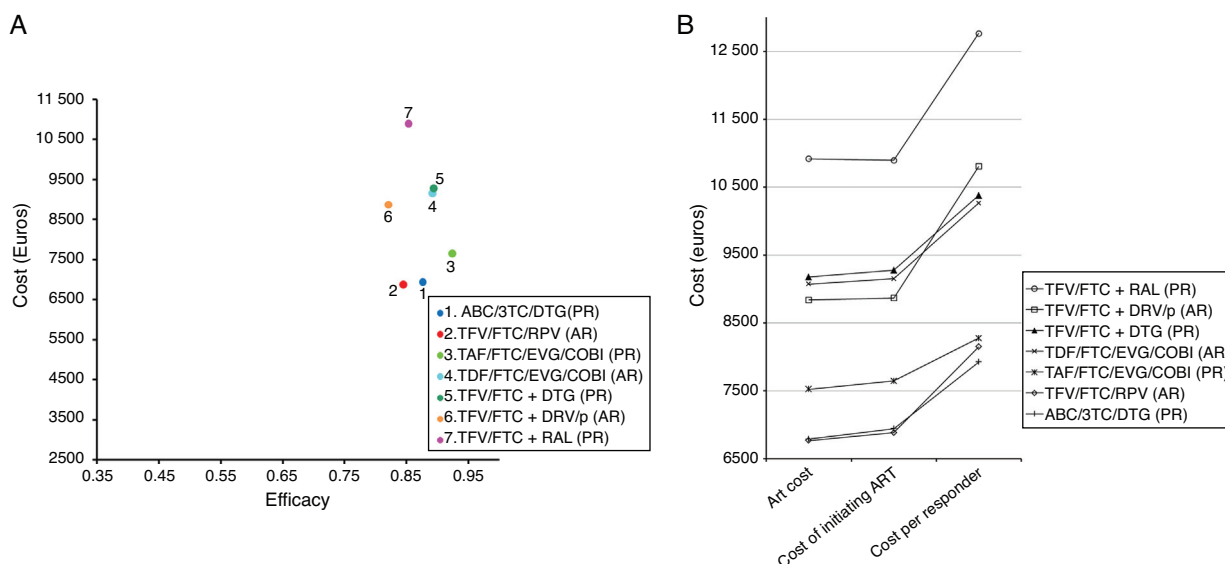 A
11 500
10 500
9500
8500
7500
6500
5500
4500
3500
2500
Cost (Euros)
0.35
0.45
0.55
0.65
0.75
0.85
0.95
Efficacy
7
5
4
6
3
2
1
1. ABC/3TC/DTG(PR)
2.TFV/FTC/RPV (AR)
3.TAF/FTC/EVG/COBI (PR)
4.TDF/FTC/EVG/COBI (AR)
5.TFV/FTC + DTG (PR)
6.TFV/FTC + DRV/p (AR)
7.TFV/FTC + RAL (PR)
B
12 500
11 500
10 500
9500
8500
7500
6500
Cost (euros)
Art cost
Cost of initiating ART
Cost per responder
TFV/FTC + RAL (PR)
TFV/FTC + DRV/p (AR)
TFV/FTC + DTG (PR)
TDF/FTC/EVG/COBI (AR
TAF/FTC/EVG/COBI (PR)
TFV/FTC/RPV (AR)
ABC/3TC/DTG (PR)